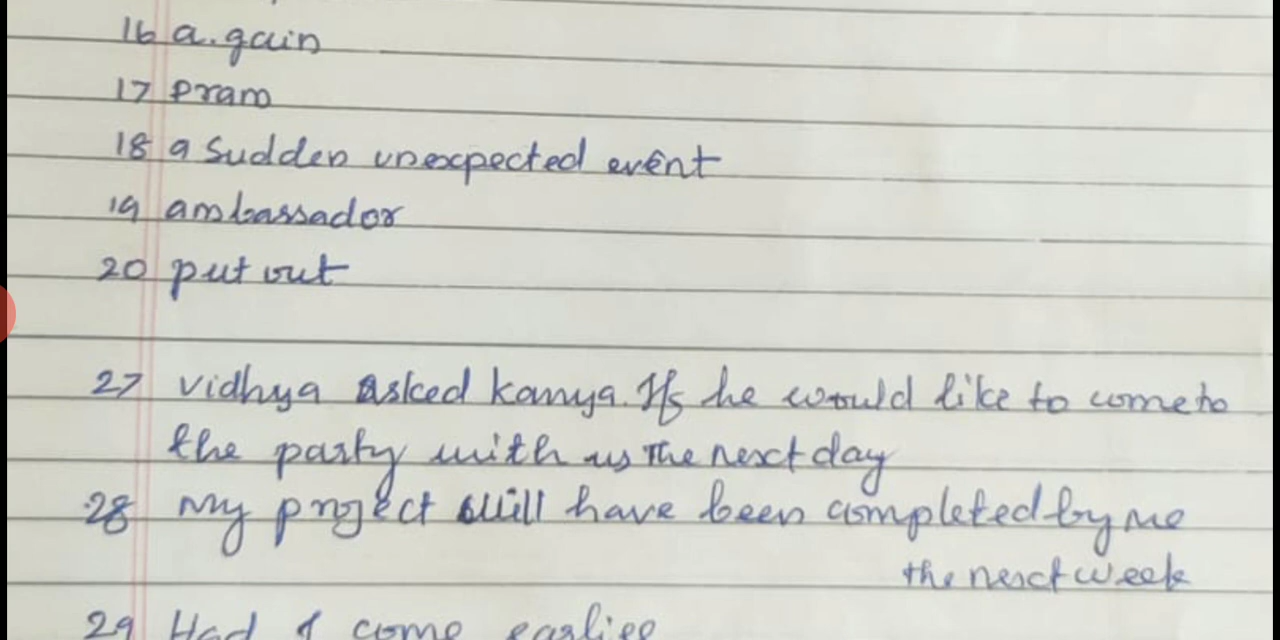 16 a. gain
17 Pram
18 a Sudden unexpected event
19 ambassador
20 put out
27 vidhya asked kamya. If he would like to come to
the party with us The next day
28 My project will have been completed by me
the next week
29 Had I come earlier